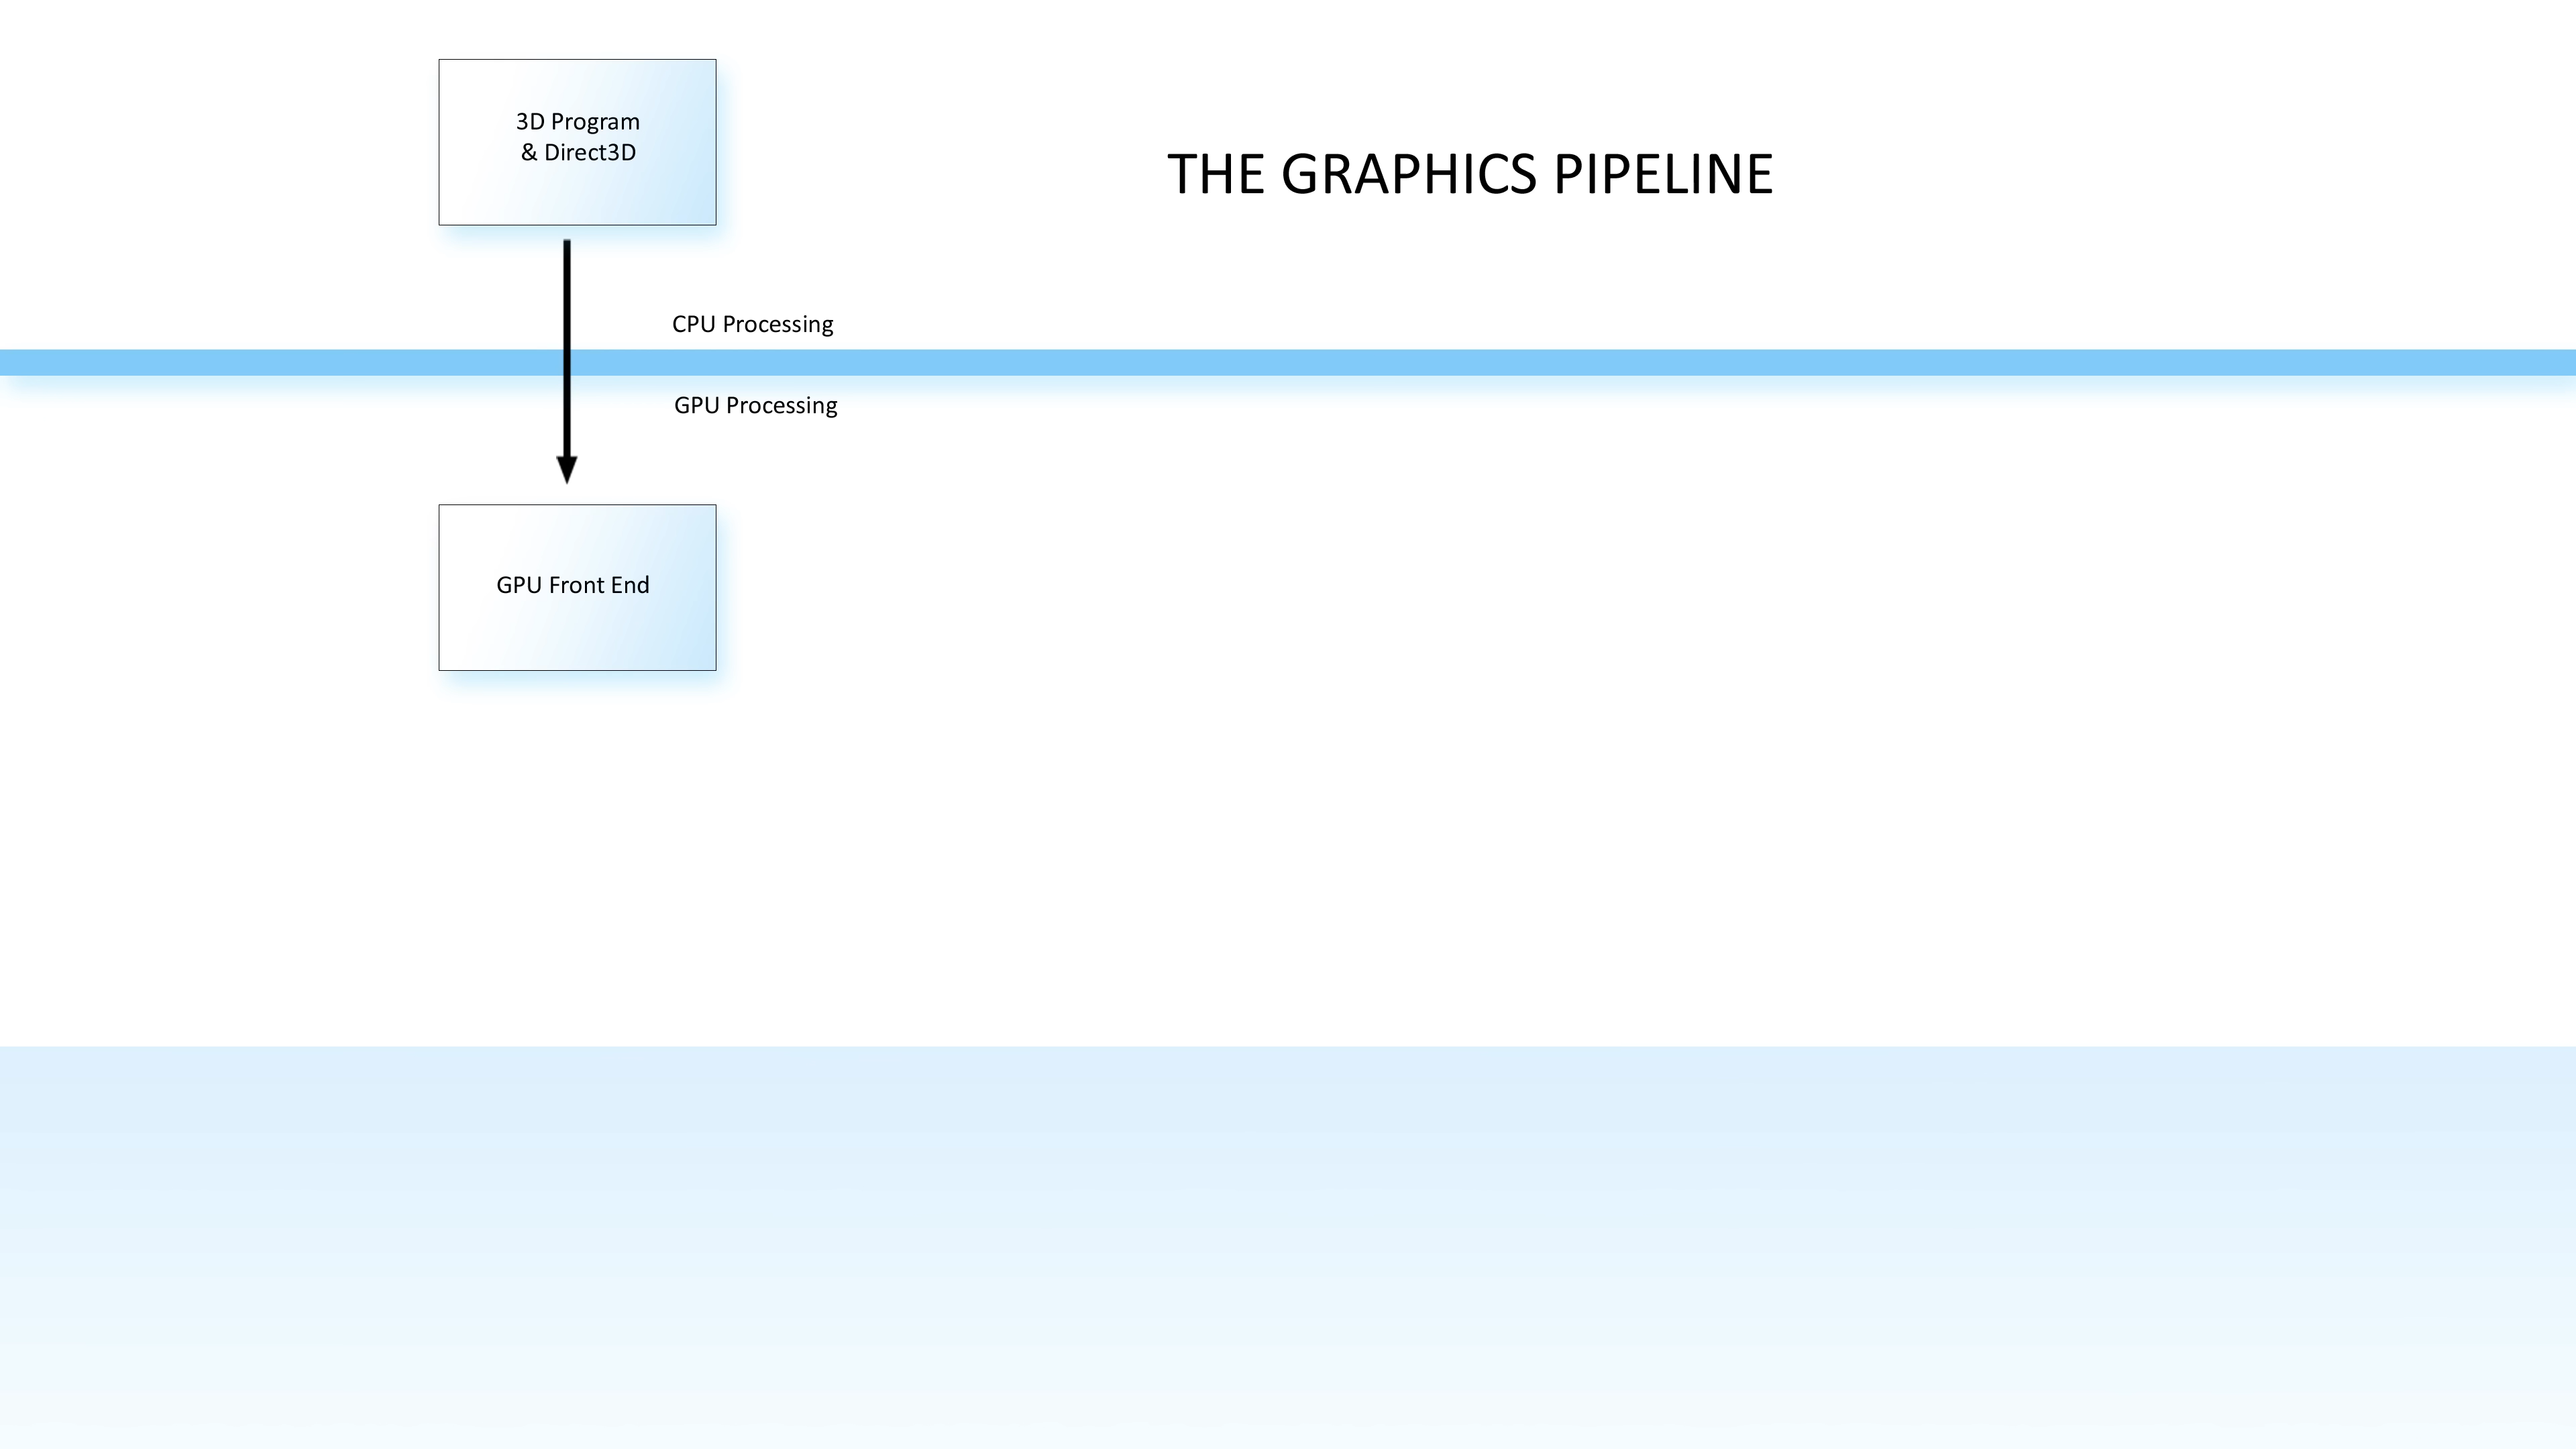 3D Program
& Direct3D
THE GRAPHICS PIPELINE
CPU Processing
GPU Processing
GPU Front End